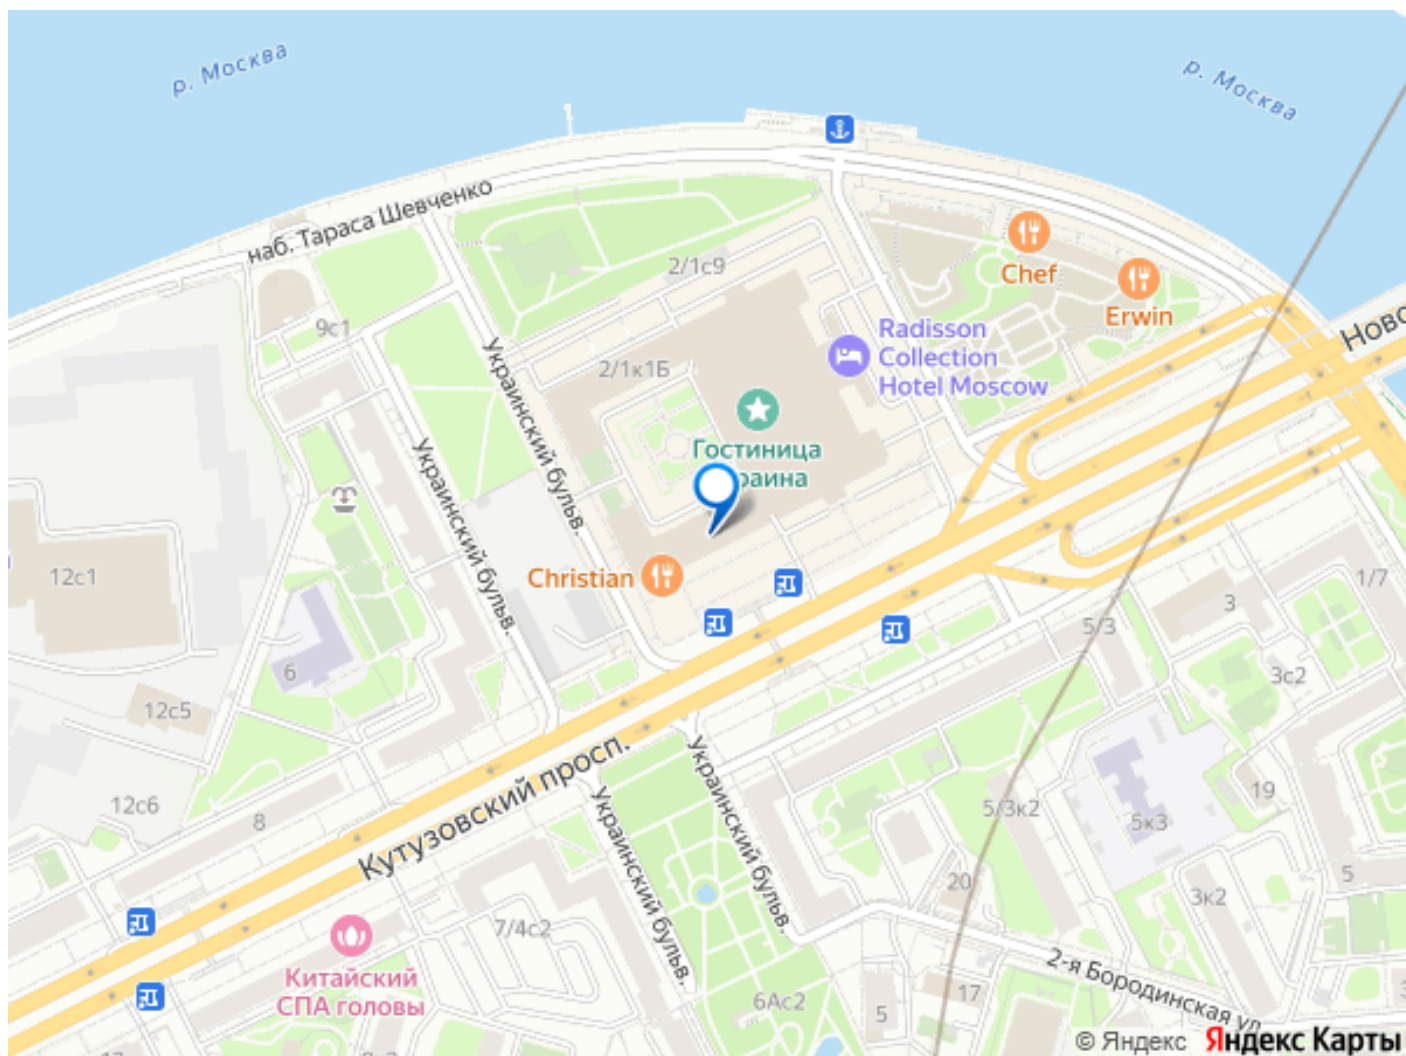 р. Москва
р. Москва
наб. Тараса Шевченко
Chef
Erwin
2/1с9
9с1
Украинский бульв.
2/1к1Б
Radisson
Collection
Hotel Moscow
Гостиница
Украинский бульв.
Christian
12с1
6
12с5
12с6
8
Кутузовский просп.
1/7
3
5/3
3с2
Украинский бульв.
Украинский бульв.
5/3к2
5к3
19
20
3к2
5
7/4с2
Китайский
СПА головы
6Ас2
5
17
2-я Бородинская ул.
© Яндекс Яндекс Карты